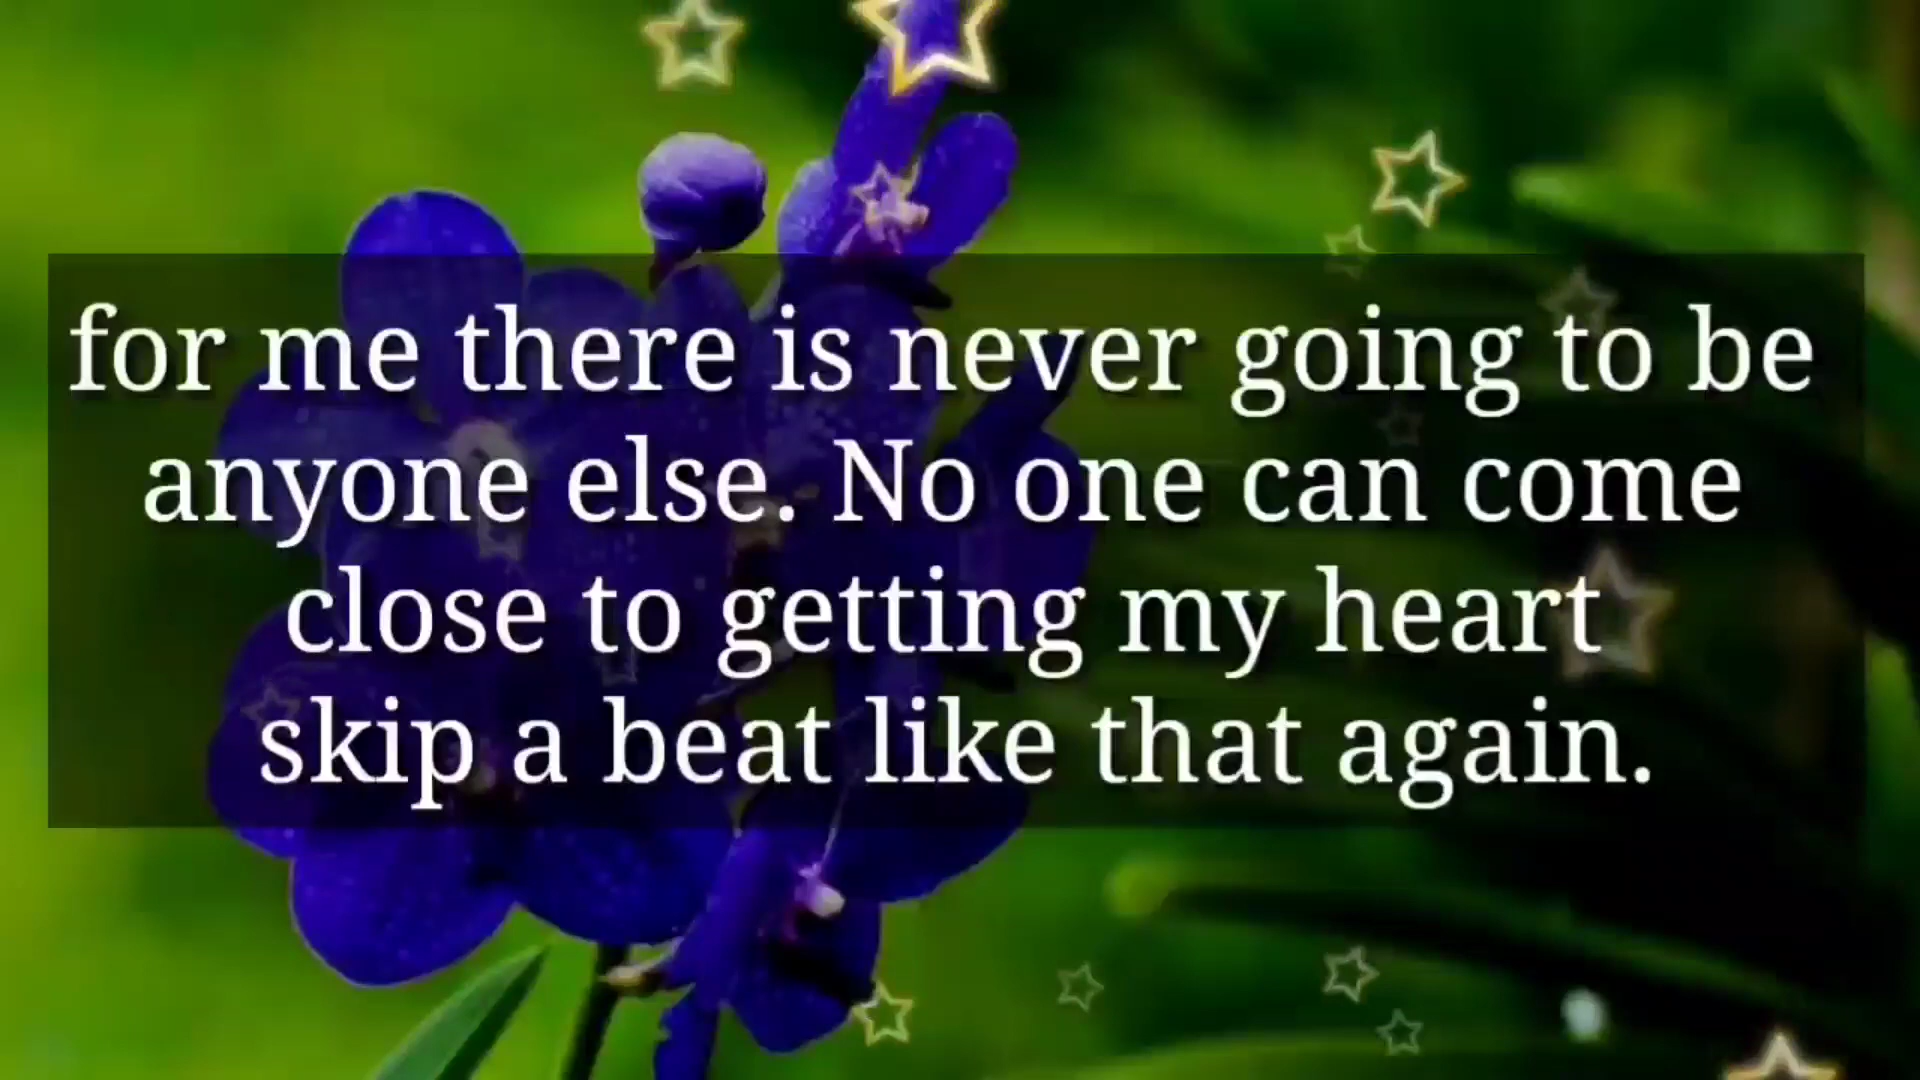 for me there is never going to be
anyone else. No one can come
close to getting my heart
skip a beat like that again.